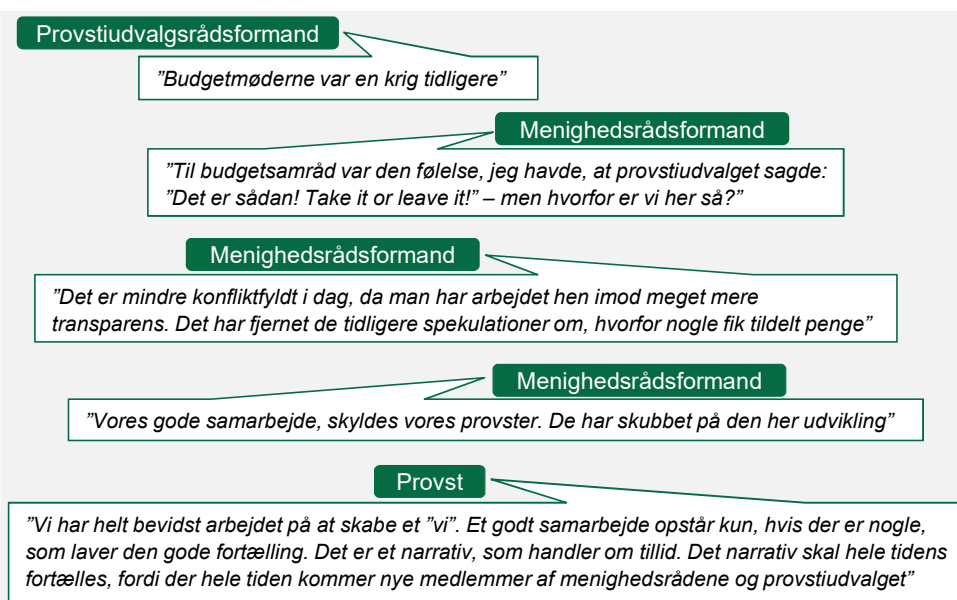 Provstiudvalgsrådsformand
”Budgetmøderne var en krig tidligere”
Menighedsrådsformand
”Til budgetsamråd var den følelse, jeg havde, at provstiudvalget sagde:
”Det er sådan! Take it or leave it!” – men hvorfor er vi her så?”
Menighedsrådsformand
”Det er mindre konfliktfyldt i dag, da man har arbejdet hen imod meget mere
transparens. Det har fjernet de tidligere spekulationer om, hvorfor nogle fik tildelt penge”
Menighedsrådsformand
”Vores gode samarbejde, skyldes vores provster. De har skubbet på den her udvikling”
Provst
”Vi har helt bevidst arbejdet på at skabe et ”vi”. Et godt samarbejde opstår kun, hvis der er nogle,
som laver den gode fortælling. Det er et narrativ, som handler om tillid. Det narrativ skal hele tidens
fortælles, fordi der hele tiden kommer nye medlemmer af menighedsrådene og provstiudvalget”